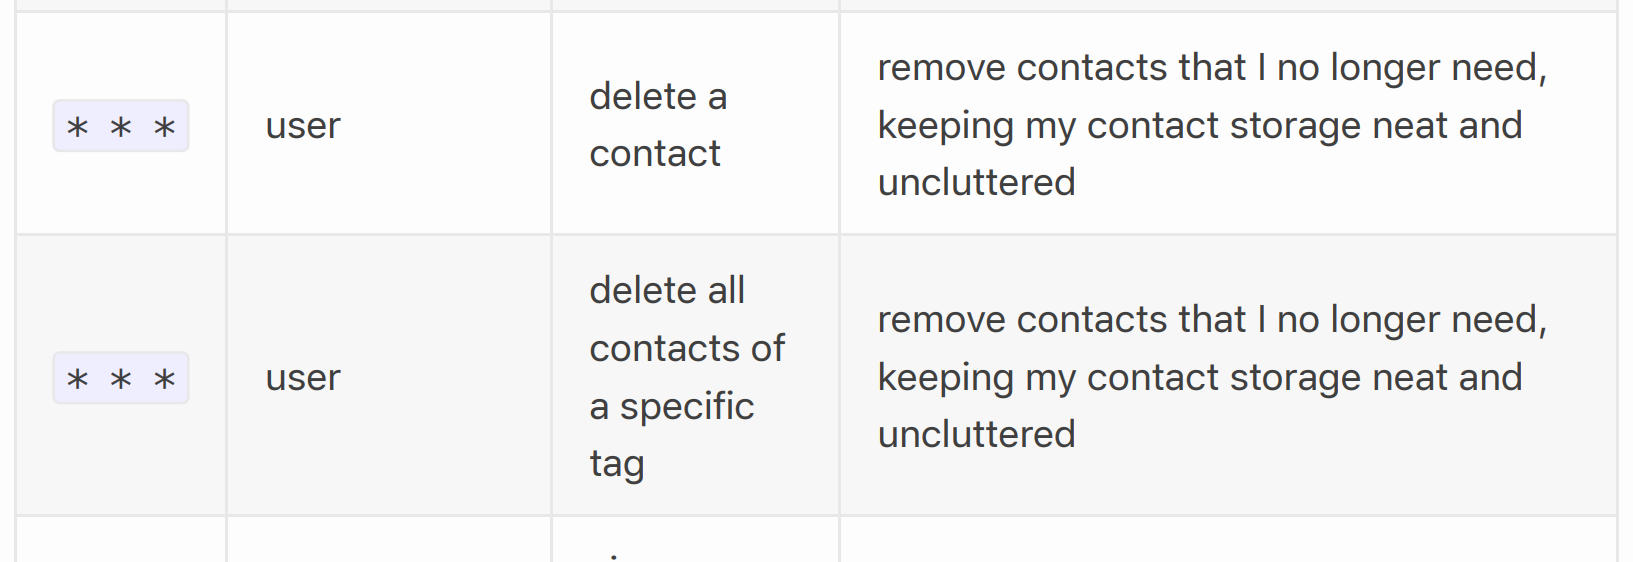 * * *
user
delete a
contact
remove contacts that I no longer need,
keeping my contact storage neat and
uncluttered
* * *
user
delete all
contacts of
a specific
tag
remove contacts that I no longer need,
keeping my contact storage neat and
uncluttered